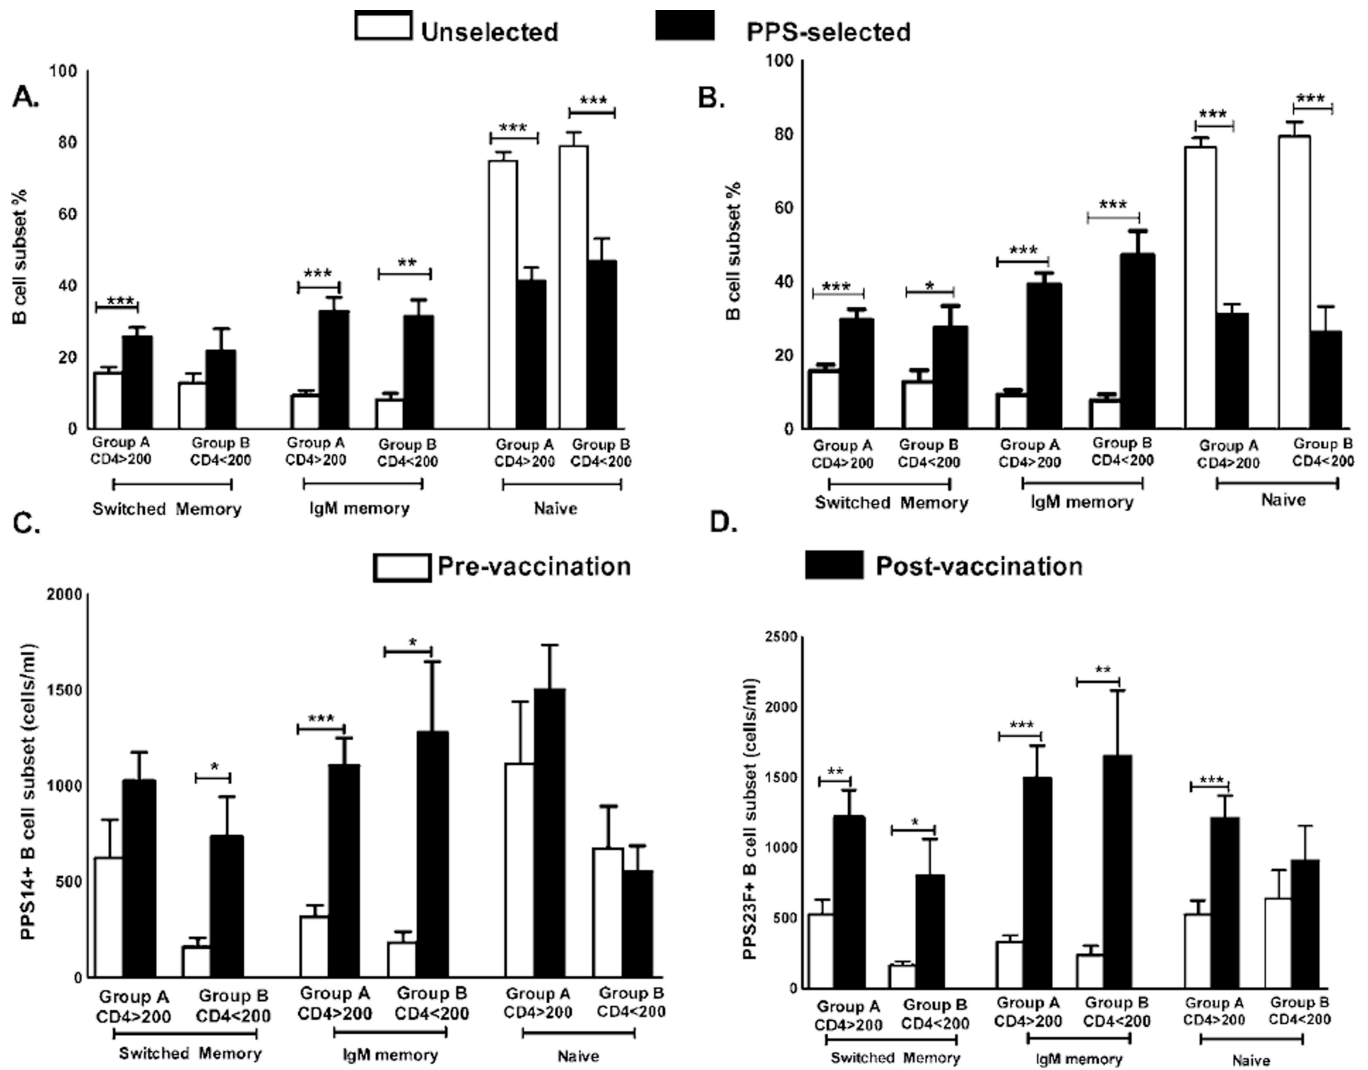 Unselected PPS-selected
A.
B cell subset %
100
80
60
40
20
0
***
***
**
***
***
Group A Group B Group A Group B Group A Group B
CD4>200 CD4<200 CD4>200 CD4<200 CD4>200 CD4<200
Switched Memory IgM memory Naive
B.
B cell subset %
100
80
60
40
20
0
***
*
***
***
***
***
Group A Group B Group A Group B Group A Group B
CD4>200 CD4<200 CD4>200 CD4<200 CD4>200 CD4<200
Switched Memory IgM memory Naive
Pre-vaccination Post-vaccination
C.
PPS14+ B cell subset (cells/ml)
2000
1500
1000
500
0
*
***
*
Group A Group B Group A Group B Group A Group B
CD4>200 CD4<200 CD4>200 CD4<200 CD4>200 CD4<200
Switched Memory IgM memory Naive
D.
PPS23F+ B cell subset (cells/ml)
2500
2000
1500
1000
500
0
**
*
***
**
***
Group A Group B Group A Group B Group A Group B
CD4>200 CD4<200 CD4>200 CD4<200 CD4>200 CD4<200
Switched Memory IgM memory Naive